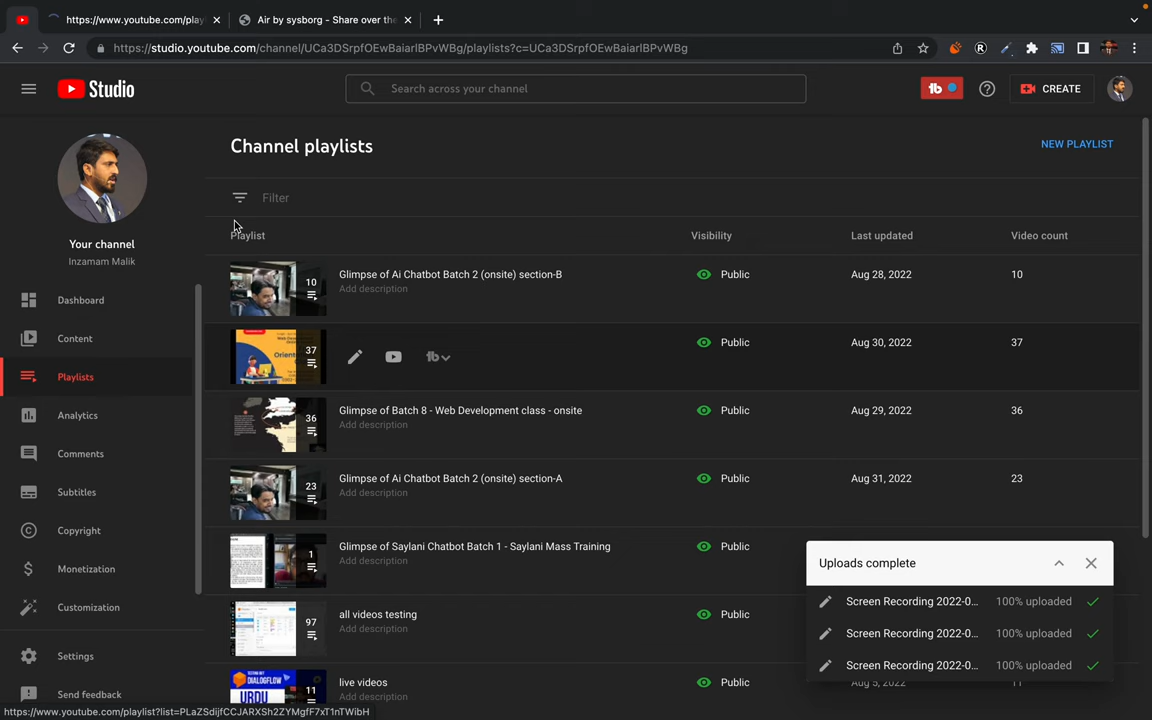 https://www.youtube.com/play
Air by sysborg - Share over the
https://studio.youtube.com/channel/UCa3DSrpfOEwBaiarlBPvWBg/playlists?c=UCa3DSrpfOEwBaiarlBPvWBg
Studio
Search across your channel
CREATE
Channel playlists
NEW PLAYLIST
Filter
Your channel
Inzamam Malik
Playlist
Visibility
Last updated
Video count
Dashboard
Content
Playlists
Analytics
Comments
Subtitles
Copyright
Monetization
Customization
Settings
Send feedback
10
Glimpse of Ai Chatbot Batch 2 (onsite) section-B
Add description
Public
Aug 28, 2022
10
37
Public
Aug 30, 2022
37
36
Glimpse of Batch 8 - Web Development class - onsite
Add description
Public
Aug 29, 2022
36
23
Glimpse of Ai Chatbot Batch 2 (onsite) section-A
Add description
Public
Aug 31, 2022
23
1
Glimpse of Saylani Chatbot Batch 1 - Saylani Mass Training
Add description
Public
97
all videos testing
Add description
Public
DIALOGFLOW
URDU
11
live videos
Public
Aug 5, 2022
11
Uploads complete
Screen Recording 2022-0...
100% uploaded
Screen Recording 2022-0...
100% uploaded
Screen Recording 2022-0...
100% uploaded
https://www.youtube.com/playlist?list=PLaZSdijfCCJARXSh2ZYMgfF7xT1nTWibH